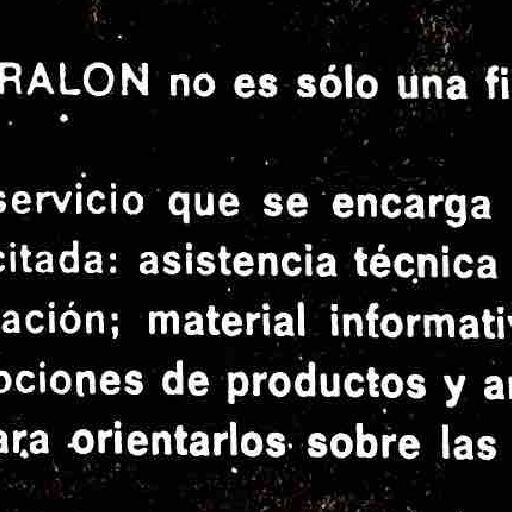 RALON no es sólo una fi
servicio que se encarga
citada: asistencia técnica
ación; material informativ
ociones de productos y a
ara orientarlos sobre las